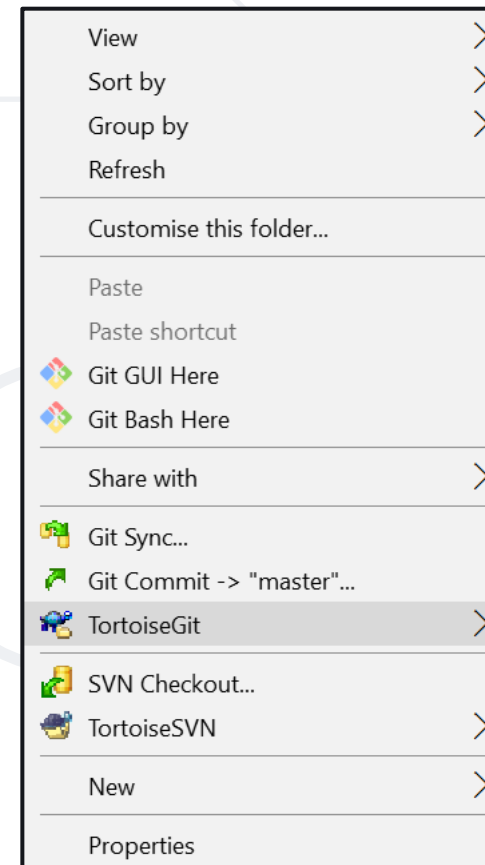 View
Sort by
Group by
Refresh
Customise this folder...
Paste
Paste shortcut
Git GUI Here
Git Bash Here
Share with
Git Sync...
Git Commit -> "master"...
TortoiseGit
SVN Checkout...
TortoiseSVN
New
Properties